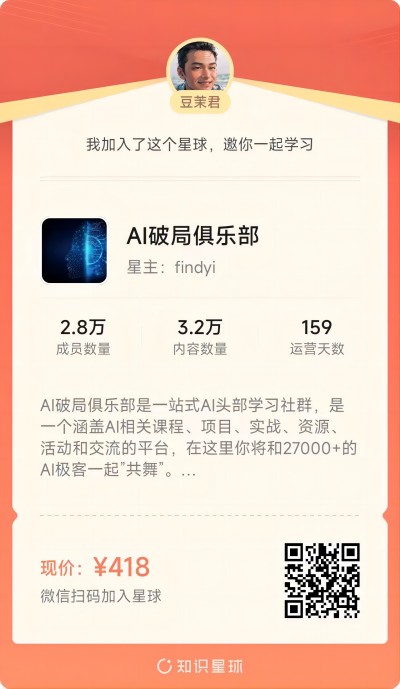 豆茉君
我加入了这个星球，邀你一起学习
AI破局俱乐部
星主：findyi
2.8万
3.2万
159
成员数量
内容数量
运营天数
AI破局俱乐部是一站式AI头部学习社群，是
一个涵盖AI相关课程、项目、实战、资源、
活动和交流的平台，在这里你将和27000+的
AI极客一起”共舞”。...
现价：¥418
微信扫码加入星球
知识星球